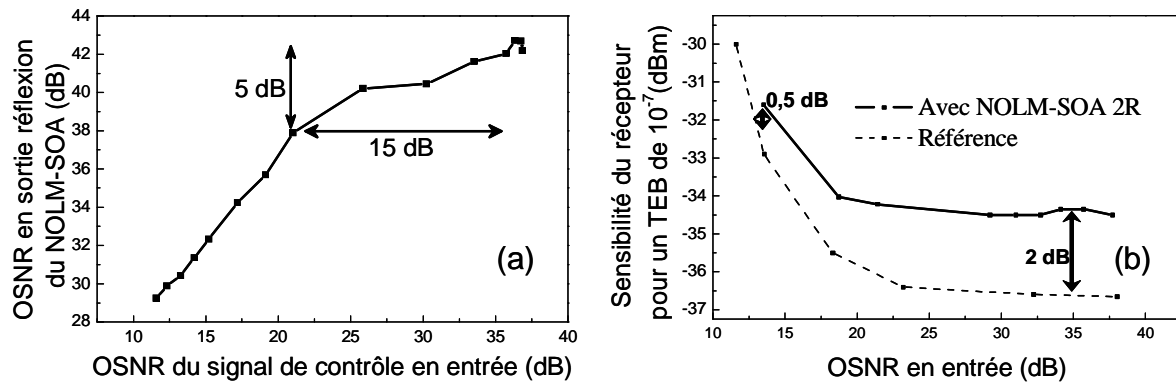 OSNR en sortie réflexion
du NOLM-SOA (dB)
44
42
40
38
36
34
32
30
28
5 dB
15 dB
(a)
10 15 20 25 30 35 40
OSNR du signal de contrôle en entrée (dB)
Sensibilité du récepteur
pour un TEB de 10⁻⁷(dBm)
-30
-31
-32
-33
-34
-35
-36
-37
0,5 dB
Avec NOLM-SOA 2R
Référence
2 dB
(b)
10 15 20 25 30 35 40
OSNR en entrée (dB)